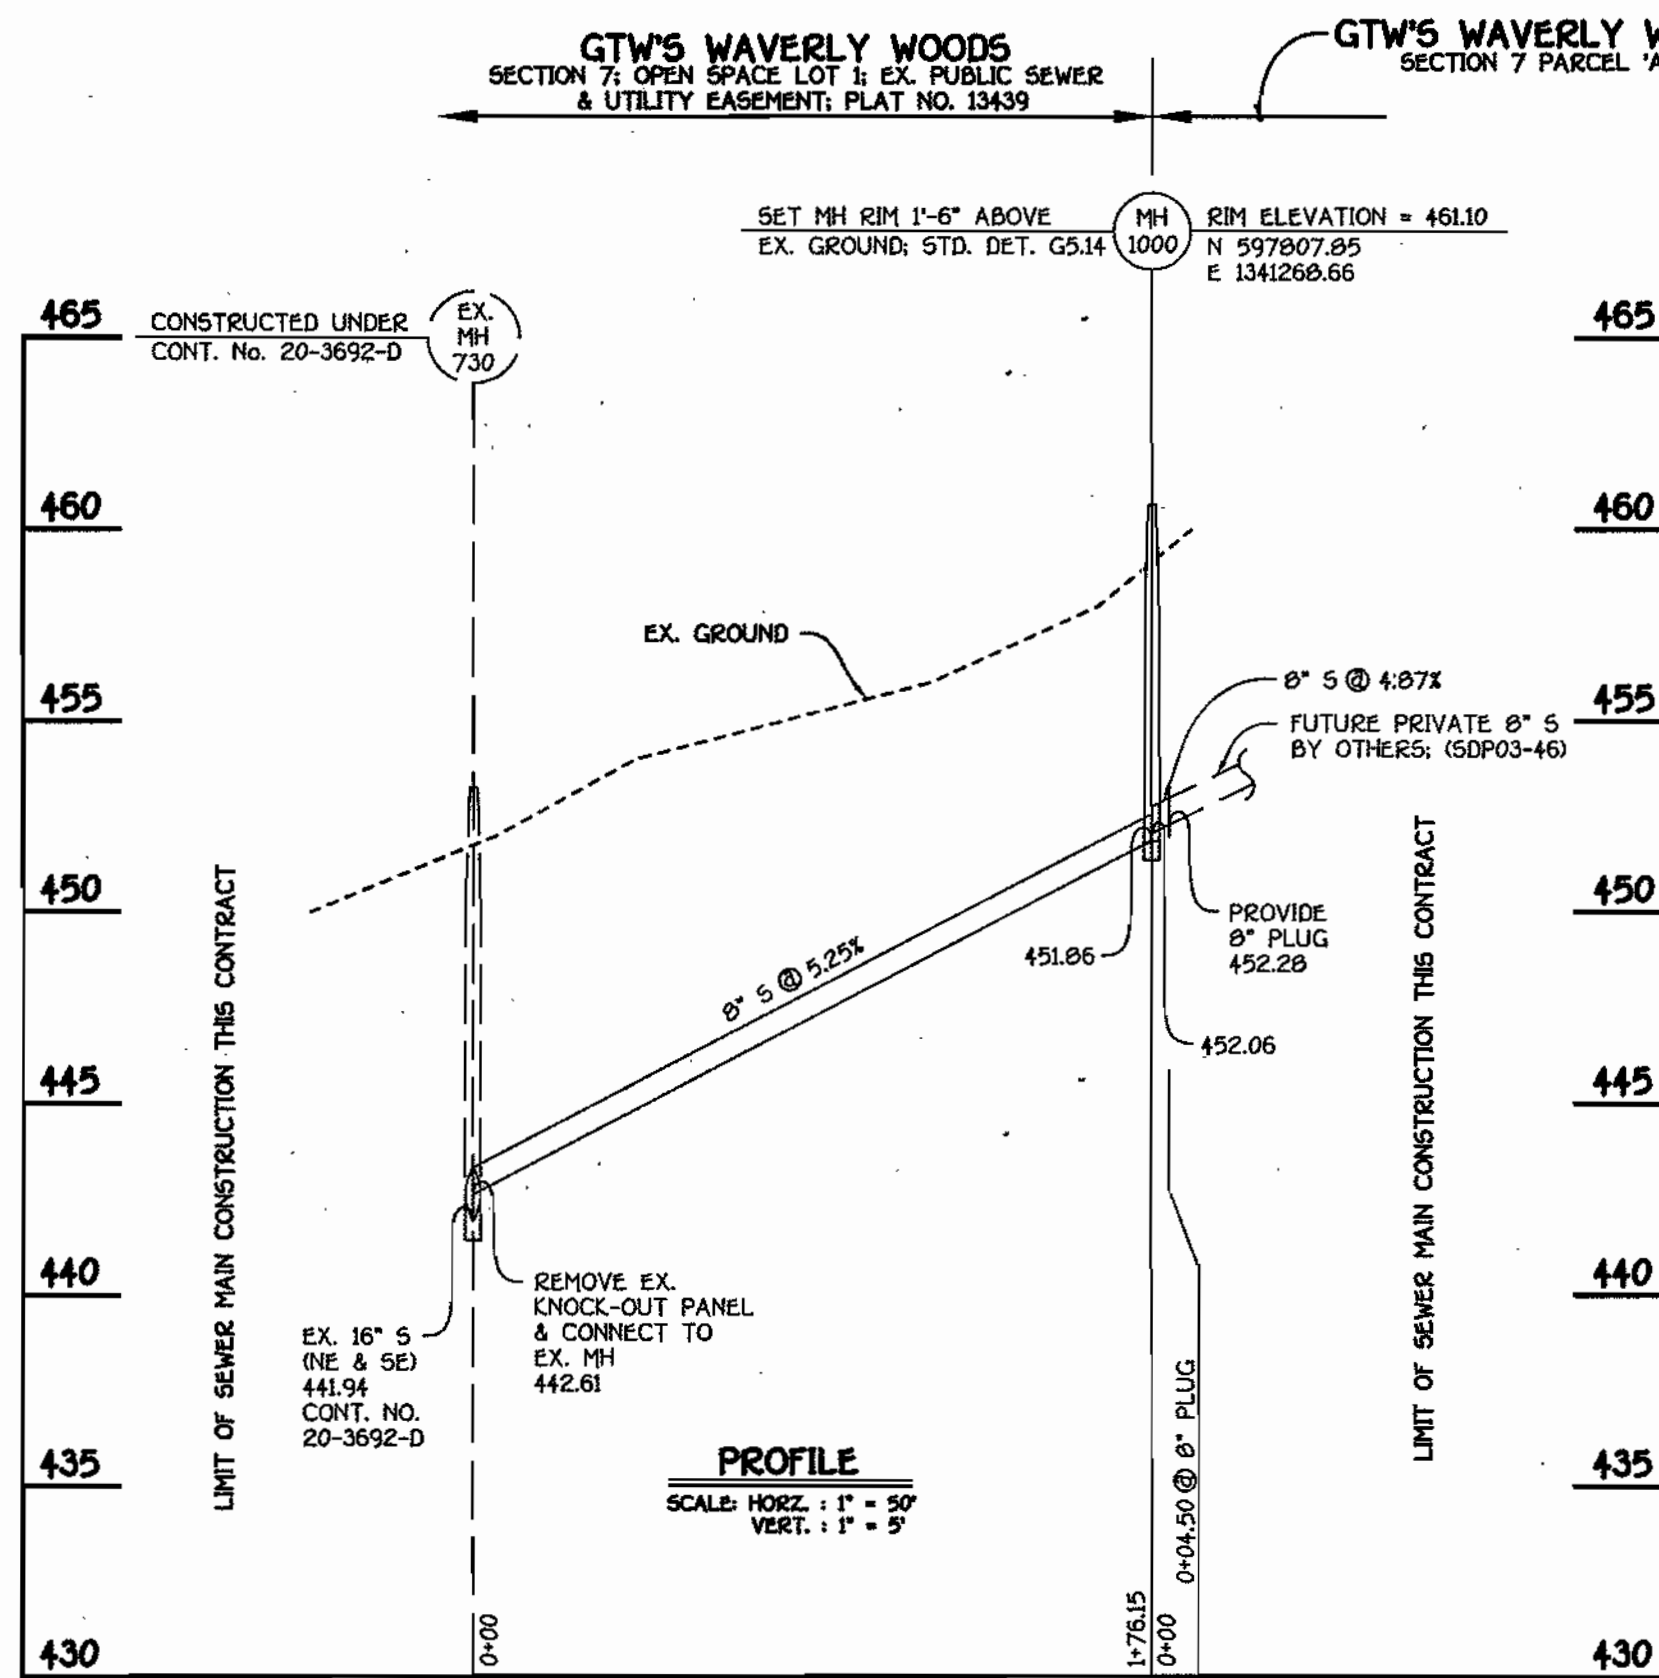 GTW'S WAVERLY WOODS
SECTION 7; OPEN SPACE LOT 1; EX. PUBLIC SEWER
& UTILITY EASEMENT; PLAT NO. 13439
GTW'S WAVERLY W
SECTION 7 PARCEL 'A
SET MH RIM 1'-6" ABOVE
EX. GROUND; STD. DET. G5.14
MH
1000
RIM ELEVATION = 461.10
N 597807.85
E 1341268.66
CONSTRUCTED UNDER
CONT. No. 20-3692-D
EX.
MH
730
465
460
455
450
445
440
435
430
465
460
455
450
445
440
435
430
EX. GROUND
8" S @ 4.87%
FUTURE PRIVATE 8" S
BY OTHERS; (SDP03-46)
PROVIDE
8" PLUG
452.28
451.86
452.06
8" S @ 5.25%
LIMIT OF SEWER MAIN CONSTRUCTION THIS CONTRACT
LIMIT OF SEWER MAIN CONSTRUCTION THIS CONTRACT
EX. 16" S
(NE & SE)
441.94
CONT. NO.
20-3692-D
REMOVE EX.
KNOCK-OUT PANEL
& CONNECT TO
EX. MH
442.61
PROFILE
SCALE: HORZ. : 1" = 50'
VERT. : 1" = 5'
0+00
1+76.15
0+00
0+04.50 @ 8" PLUG